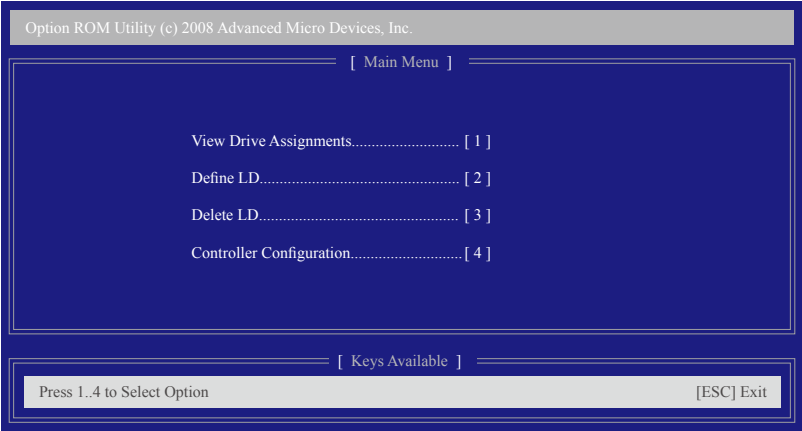 Option ROM Utility (c) 2008 Advanced Micro Devices, Inc.
[ Main Menu ]
View Drive Assignments........................... [ 1 ]
Define LD.................................................. [ 2 ]
Delete LD.................................................. [ 3 ]
Controller Configuration............................ [ 4 ]
[ Keys Available ]
Press 1..4 to Select Option [ESC] Exit